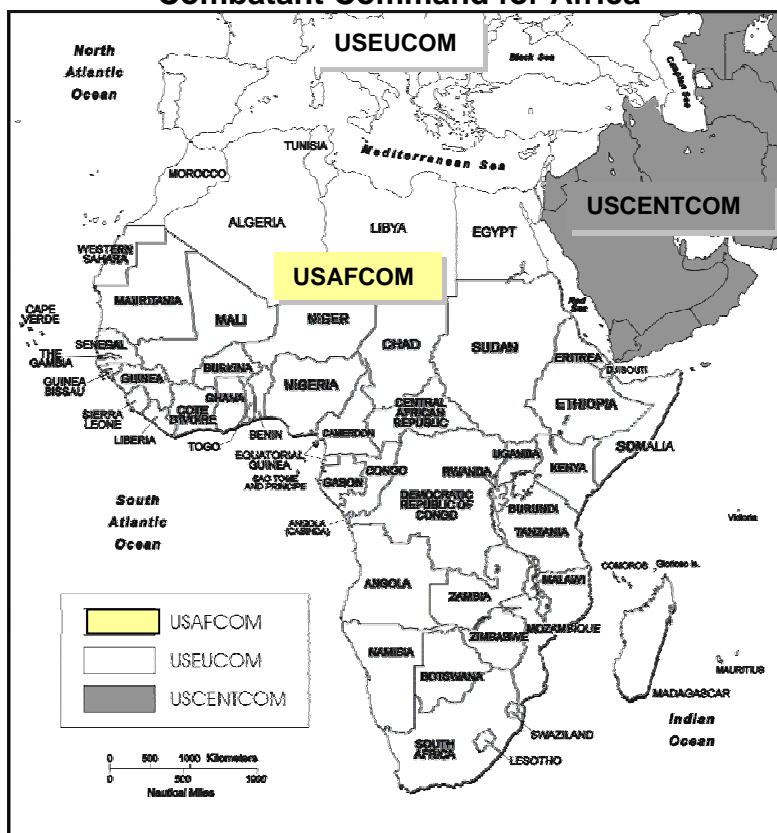 Combatant Command for Africa
USEUCOM
North
Atlantic
Ocean
Black Sea
Caspian Sea
TUNISIA
Mediterranean Sea
MOROCCO
USCENTCOM
ALGERIA
LIBYA
EGYPT
WESTERN
SAHARA
USAFCOM
Red
Sea
MAURITANIA
CAPE
VERDE
MALI
NIGER
CHAD
SUDAN
ERITREA
SENEGAL
THE
GAMBIA
DJIBOUTI
BURKINA
GUINEA
BISSAU
GUINEA
NIGERIA
ETHIOPIA
GHANA
COTE
D'IVOIRE
CENTRAL
AFRICAN
REPUBLIC
SIERRA
LEONE
LIBERIA
TOGO
BENIN
CAMEROON
SOMALIA
EQUATORIAL
GUINEA
UGANDA
KENYA
SAO TOME
AND PRINCIPE
GABON
CONGO
RWANDA
DEMOCRATIC
REPUBLIC OF
CONGO
BURUNDI
South
Atlantic
Ocean
TANZANIA
Victoria
ANGOLA
(CABINDA)
COMOROS
Glorioso Is.
ANGOLA
MALAWI
ZAMBIA
MOZAMBIQUE
ZIMBABWE
NAMIBIA
BOTSWANA
MAURITIUS
MADAGASCAR
Indian
Ocean
SWAZILAND
SOUTH
AFRICA
LESOTHO
USAFCOM
USEUCOM
USCENTCOM
0 500 1000 Kilometers
0 500 1000
Nautical Miles